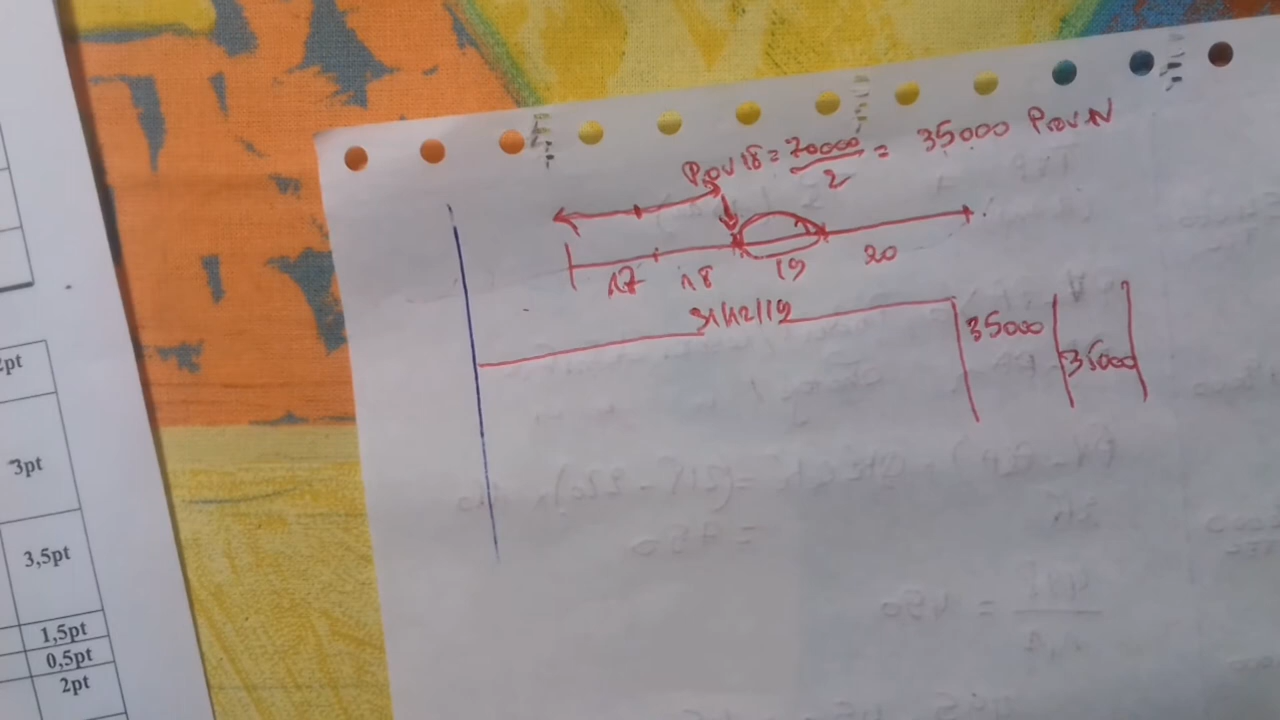 Prov 18 = 70000 / 2 = 35000 Prov N
17 18 19 20
31/12/19
35000
35000
2pt
3pt
3,5pt
1,5pt
0,5pt
2pt